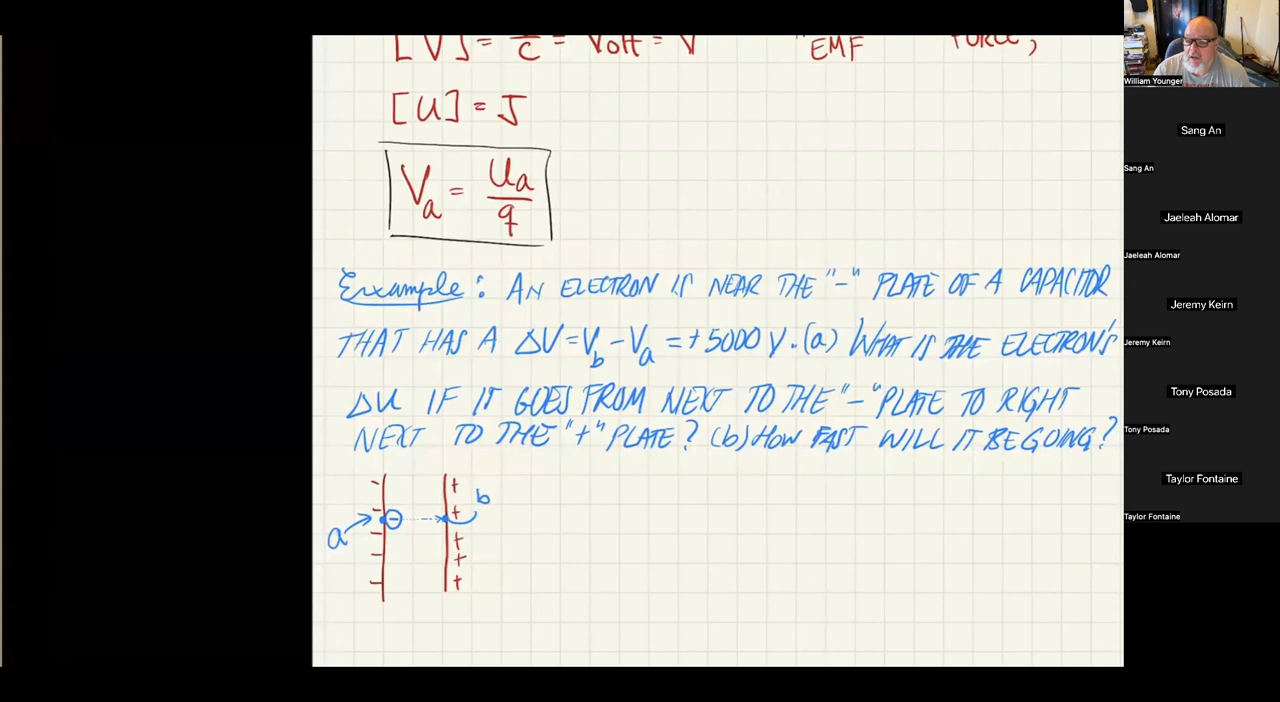 [V] = — = Volt = V "EMF FORCE,
C
[U] = J
Va = Ua
q
Example: AN ELECTRON IS NEAR THE "-" PLATE OF A CAPACITOR
THAT HAS A ΔV = Vb - Va = +5000 V. (a) WHAT IS THE ELECTRON'S
ΔU IF IT GOES FROM NEXT TO THE "-" PLATE TO RIGHT
NEXT TO THE "+" PLATE? (b) HOW FAST WILL IT BE GOING?
- + b
- +
a - +
- +
- +
William Younger
Sang An
Sang An
Jaeleah Alomar
Jaeleah Alomar
Jeremy Keirn
Jeremy Keirn
Tony Posada
Tony Posada
Taylor Fontaine
Taylor Fontaine